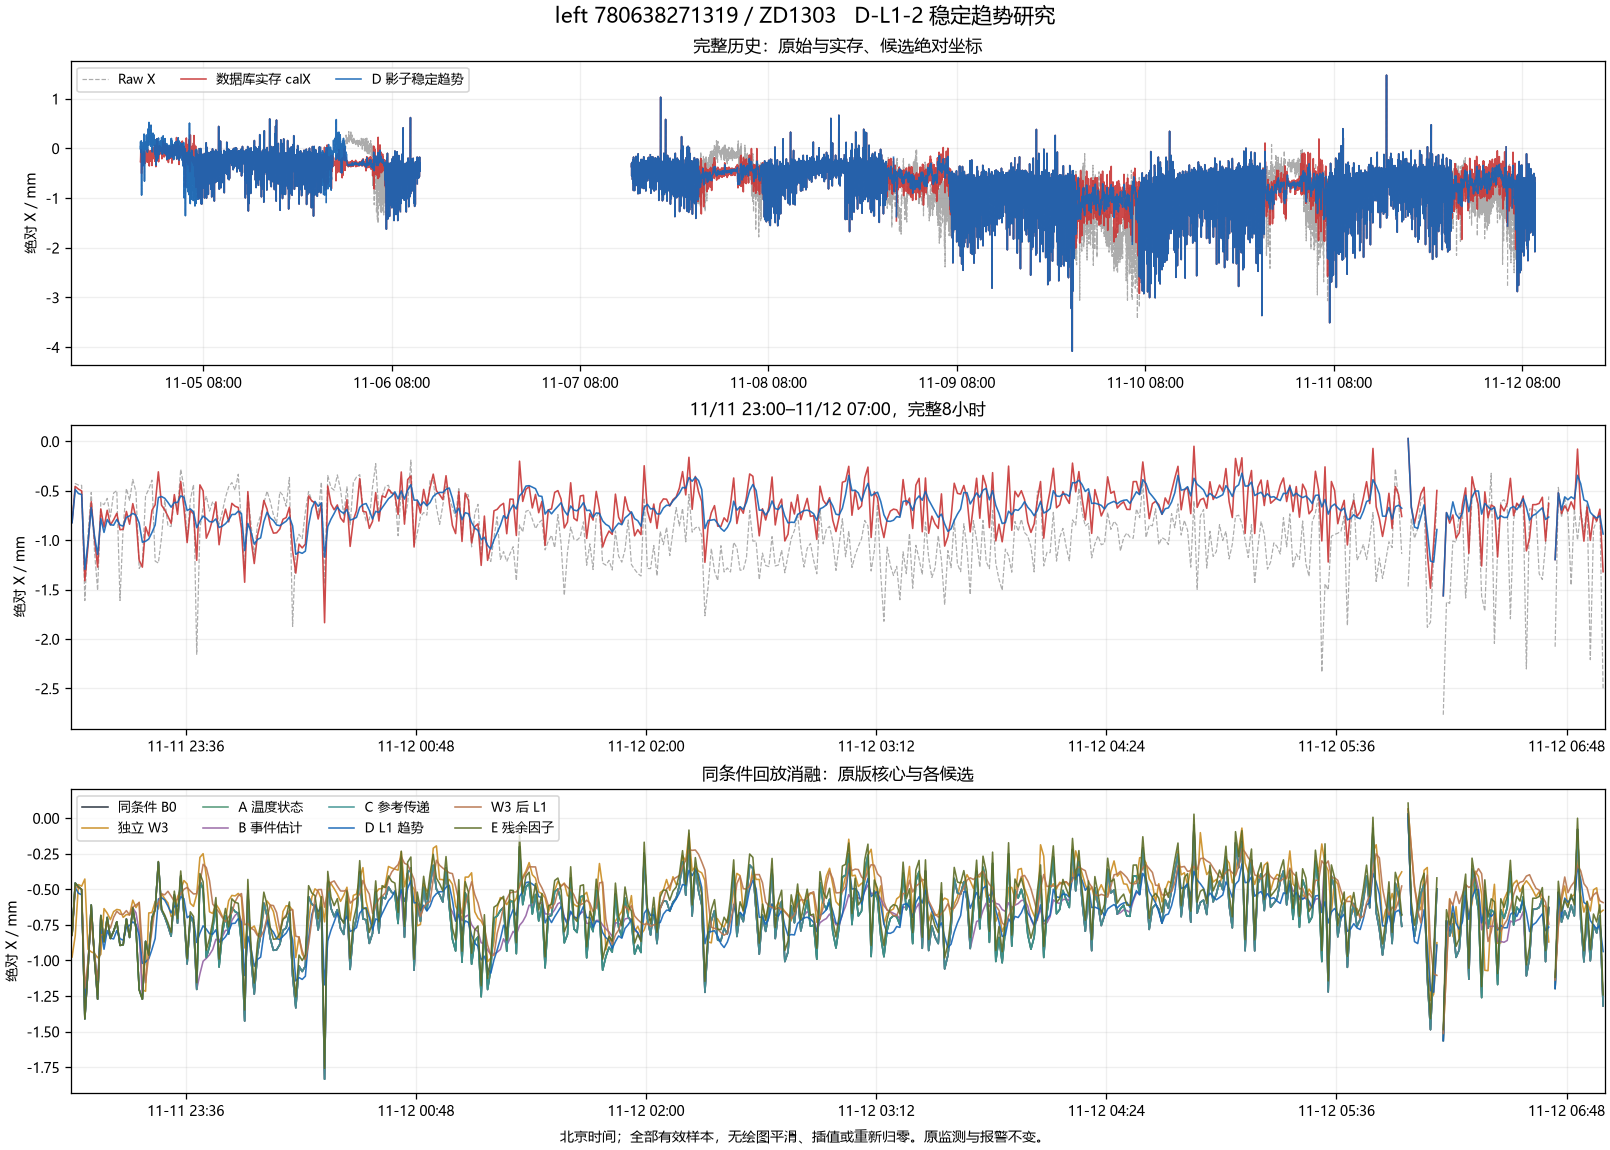 left 780638271319 / ZD1303   D-L1-2 稳定趋势研究
完整历史：原始与实存、候选绝对坐标
Raw X   数据库实存 calX   D 影子稳定趋势
绝对 X / mm
1
0
-1
-2
-3
-4
11-05 08:00   11-06 08:00   11-07 08:00   11-08 08:00   11-09 08:00   11-10 08:00   11-11 08:00   11-12 08:00
11/11 23:00–11/12 07:00，完整8小时
绝对 X / mm
0.0
-0.5
-1.0
-1.5
-2.0
-2.5
11-11 23:36   11-12 00:48   11-12 02:00   11-12 03:12   11-12 04:24   11-12 05:36   11-12 06:48
同条件回放消融：原版核心与各候选
同条件 B0   A 温度状态   C 参考传递   W3 后 L1
独立 W3   B 事件估计   D L1 趋势   E 残余因子
绝对 X / mm
0.00
-0.25
-0.50
-0.75
-1.00
-1.25
-1.50
-1.75
11-11 23:36   11-12 00:48   11-12 02:00   11-12 03:12   11-12 04:24   11-12 05:36   11-12 06:48
北京时间；全部有效样本，无绘图平滑、插值或重新归零。原监测与报警不变。